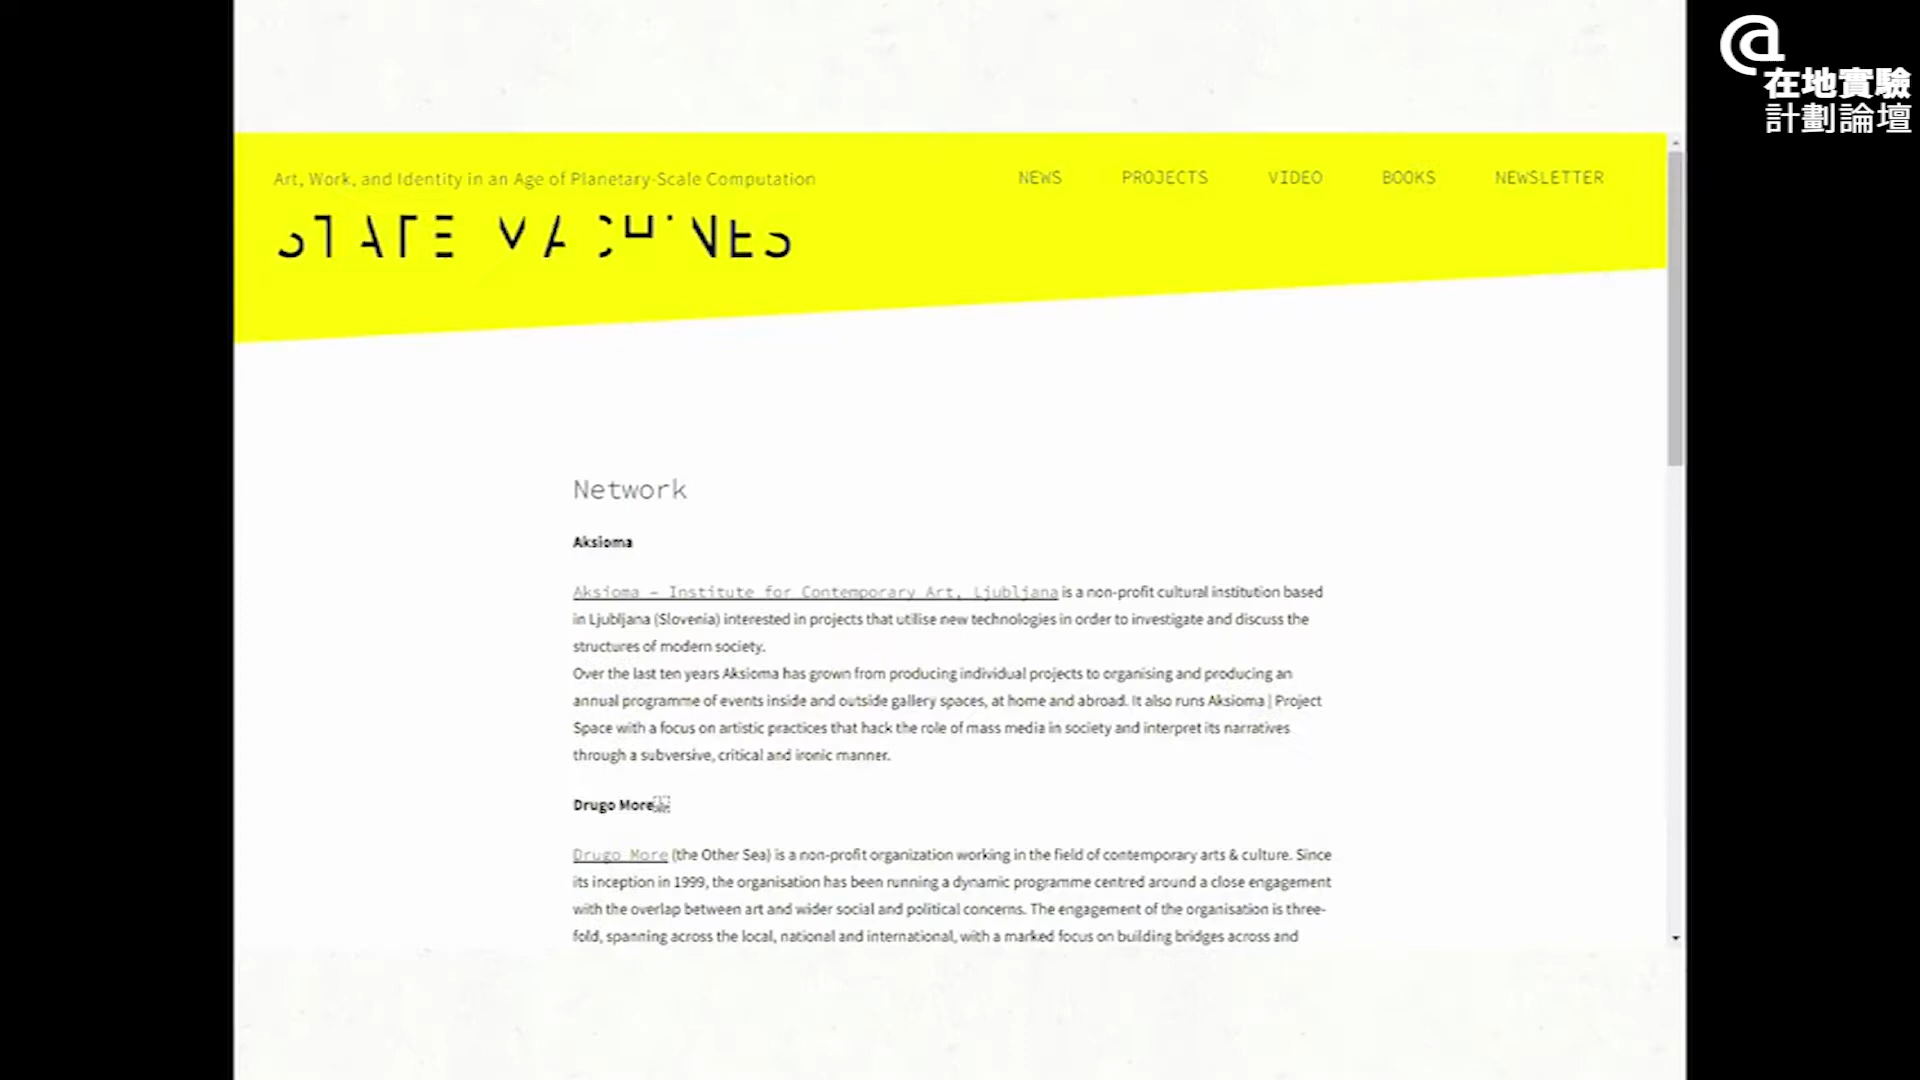 @
在地實驗
計劃論壇
Art, Work, and Identity in an Age of Planetary-Scale Computation
NEWS PROJECTS VIDEO BOOKS NEWSLETTER
STATE MACHINES
Network
Aksioma
Aksioma – Institute for Contemporary Art, Ljubljana is a non-profit cultural institution based
in Ljubljana (Slovenia) interested in projects that utilise new technologies in order to investigate and discuss the
structures of modern society.
Over the last ten years Aksioma has grown from producing individual projects to organising and producing an
annual programme of events inside and outside gallery spaces, at home and abroad. It also runs Aksioma | Project
Space with a focus on artistic practices that hack the role of mass media in society and interpret its narratives
through a subversive, critical and ironic manner.
Drugo More
Drugo More (the Other Sea) is a non-profit organization working in the field of contemporary arts & culture. Since
its inception in 1999, the organisation has been running a dynamic programme centred around a close engagement
with the overlap between art and wider social and political concerns. The engagement of the organisation is three-
fold, spanning across the local, national and international, with a marked focus on building bridges across and